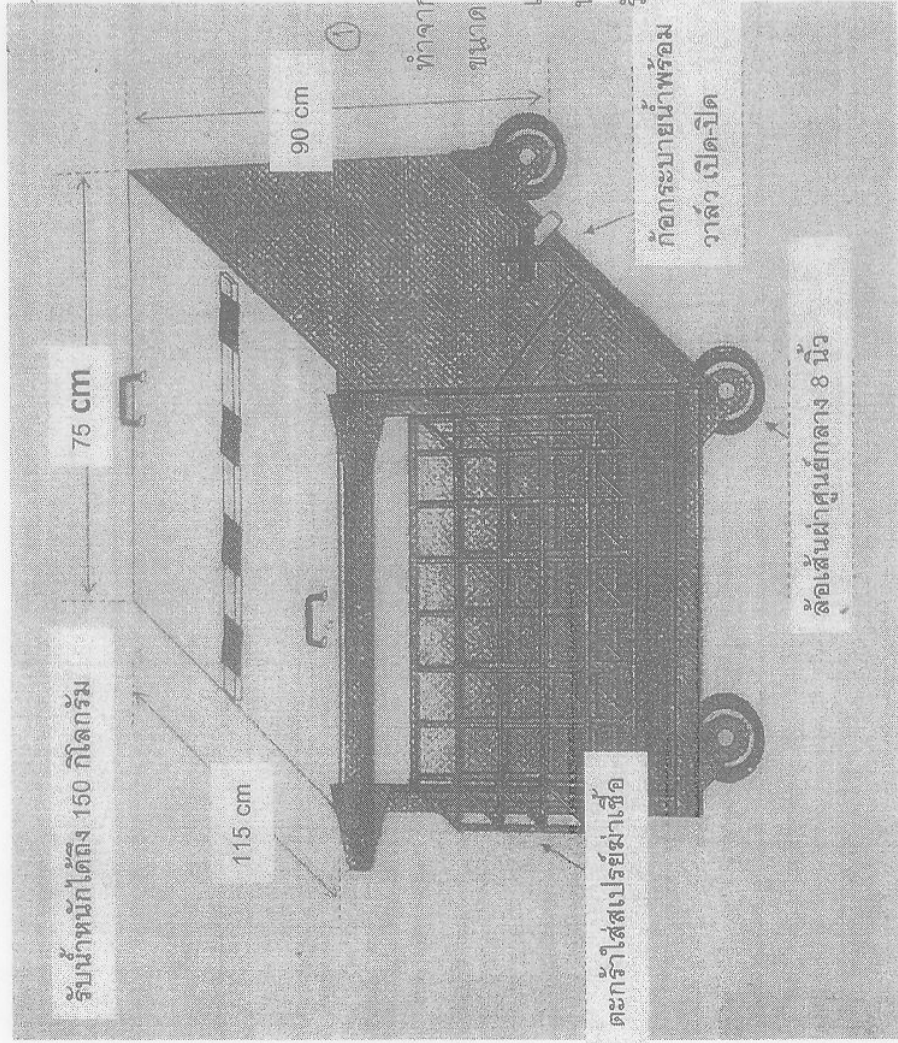 รับน้ำหนักได้ถึง 150 กิโลกรัม
75 cm
115 cm
90 cm
①
ทำจาก
ขนาด
ก้อกระบายน้ำพร้อม
วาล์ว เปิด-ปิด
ล้อเส้นผ่าศูนย์กลาง 8 นิ้ว
ตะกร้าใส่สเปรย์ฆ่าเชื้อ